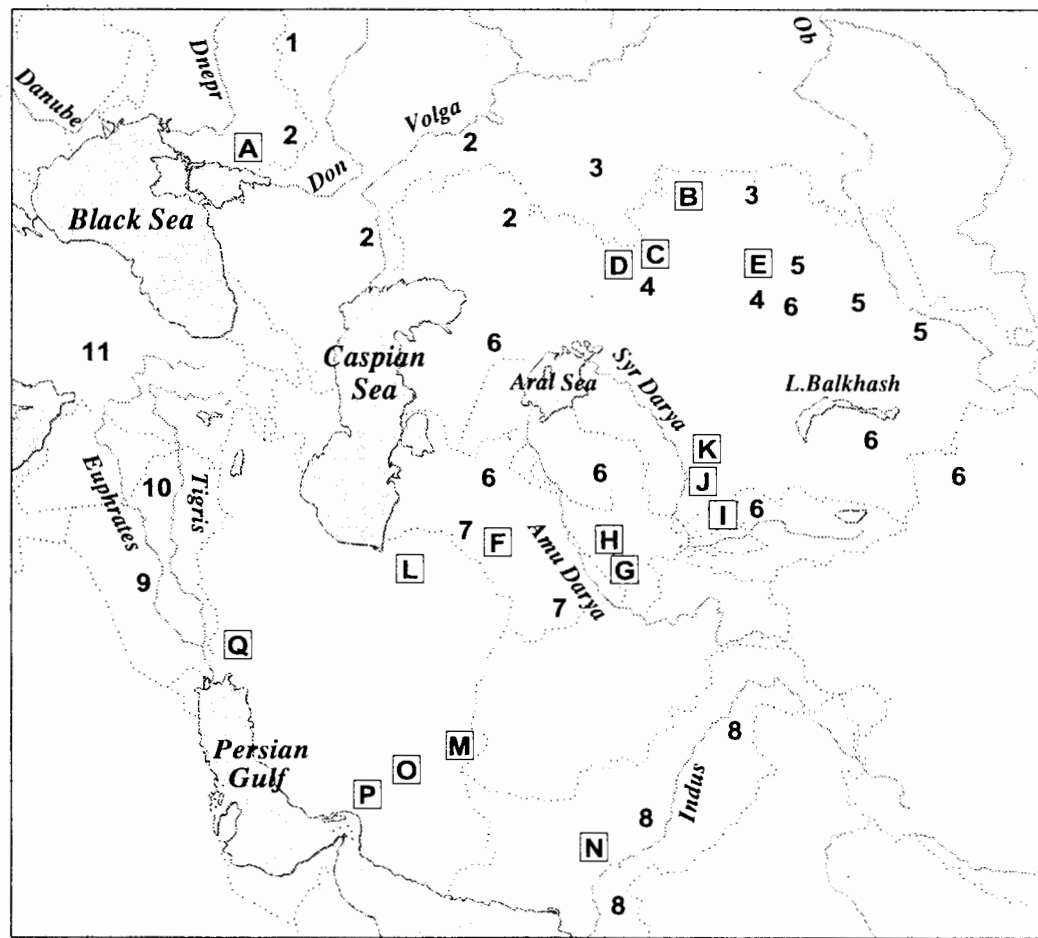 1
Ob
Dnepr
Danube
Volga
2
2
A
3
Don
B
3
Black Sea
2
2
C
D
E
5
4
4
6
5
5
11
6
Caspian
Sea
Aral Sea
Syr Darya
L.Balkhash
K
6
Euphrates
10
Tigris
6
6
J
6
I
6
7
F
H
Amu Darya
L
G
9
7
Q
Persian
Gulf
M
8
O
P
Indus
8
N
8